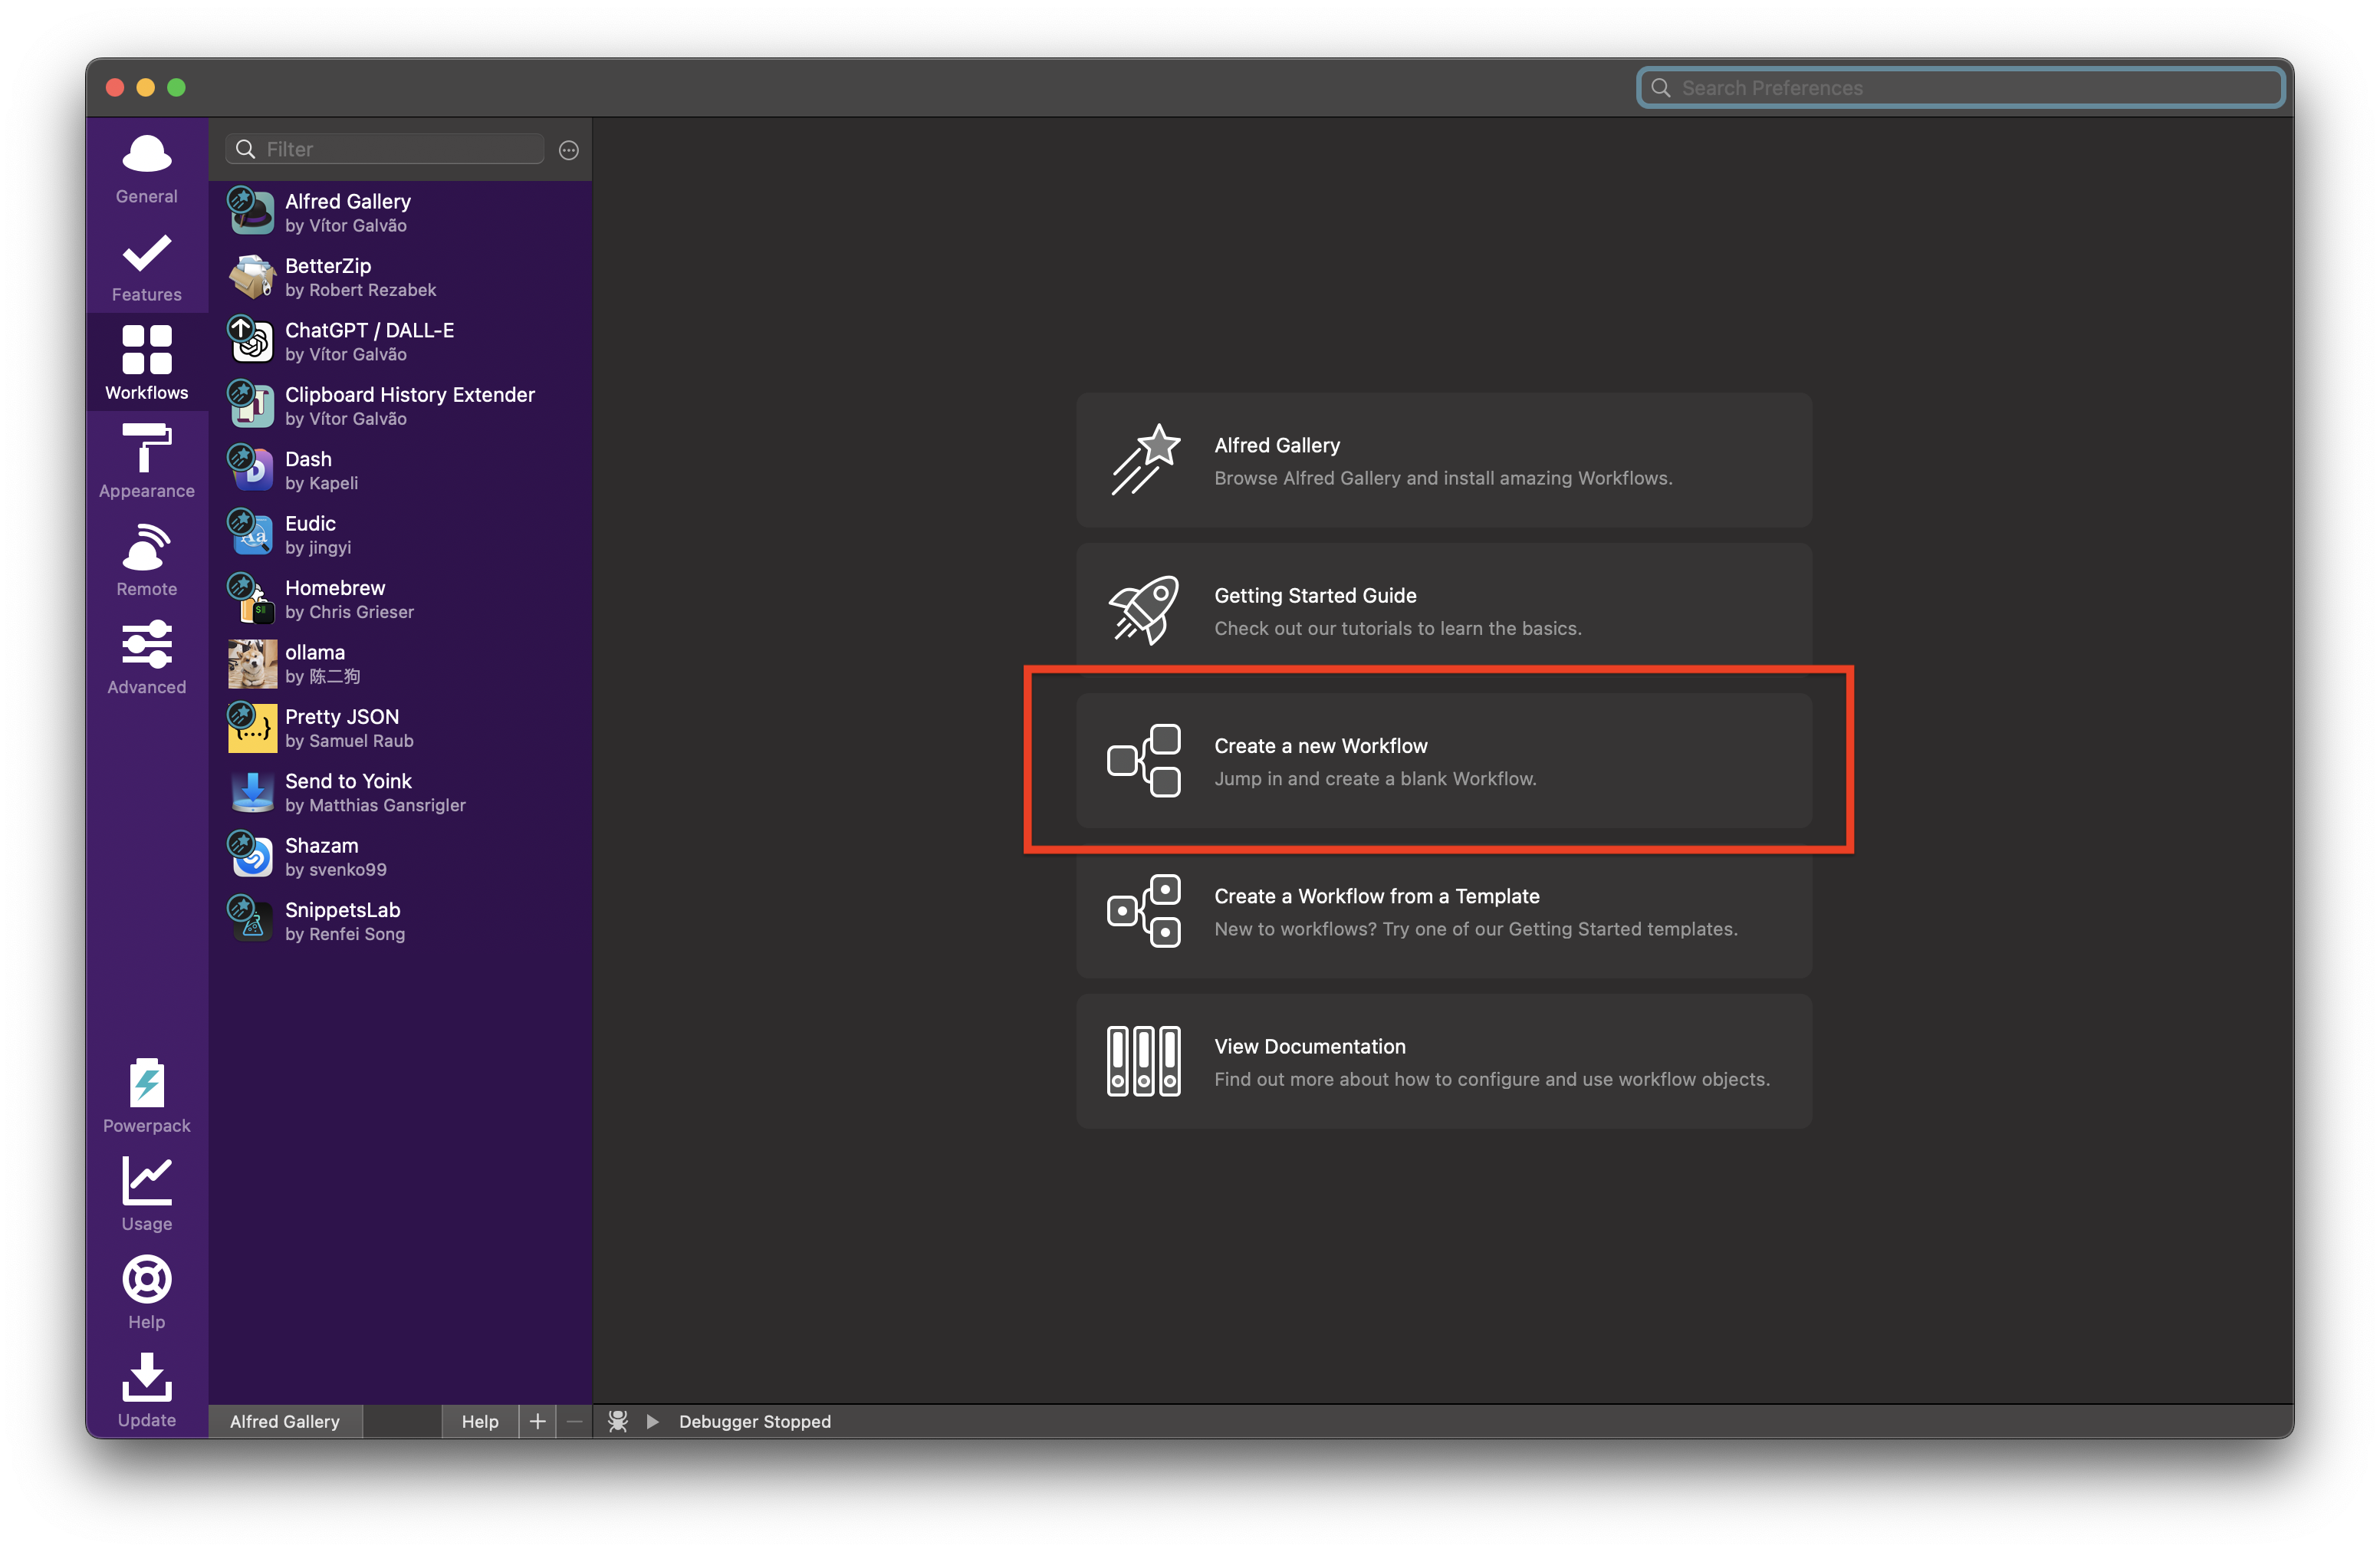 Search Preferences
General
Features
Workflows
Appearance
Remote
Advanced
Powerpack
Usage
Help
Update
Filter
Alfred Gallery
by Vítor Galvão
BetterZip
by Robert Rezabek
ChatGPT / DALL-E
by Vítor Galvão
Clipboard History Extender
by Vítor Galvão
Dash
by Kapeli
Eudic
by jingyi
Homebrew
by Chris Grieser
ollama
by 陈二狗
Pretty JSON
by Samuel Raub
Send to Yoink
by Matthias Gansrigler
Shazam
by svenko99
SnippetsLab
by Renfei Song
Alfred Gallery
Browse Alfred Gallery and install amazing Workflows.
Getting Started Guide
Check out our tutorials to learn the basics.
Create a new Workflow
Jump in and create a blank Workflow.
Create a Workflow from a Template
New to workflows? Try one of our Getting Started templates.
View Documentation
Find out more about how to configure and use workflow objects.
Alfred Gallery
Help
Debugger Stopped